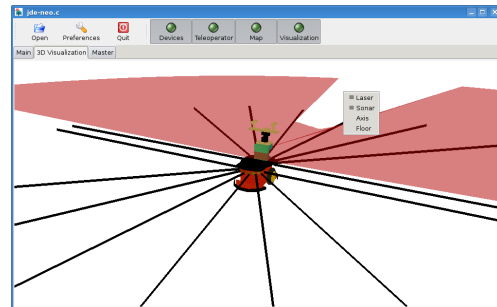 jde-neo.c
Open Preferences Quit Devices Teleoperator Map Visualization
Main 3D Visualization Master
Laser
Sonar
Axis
Floor